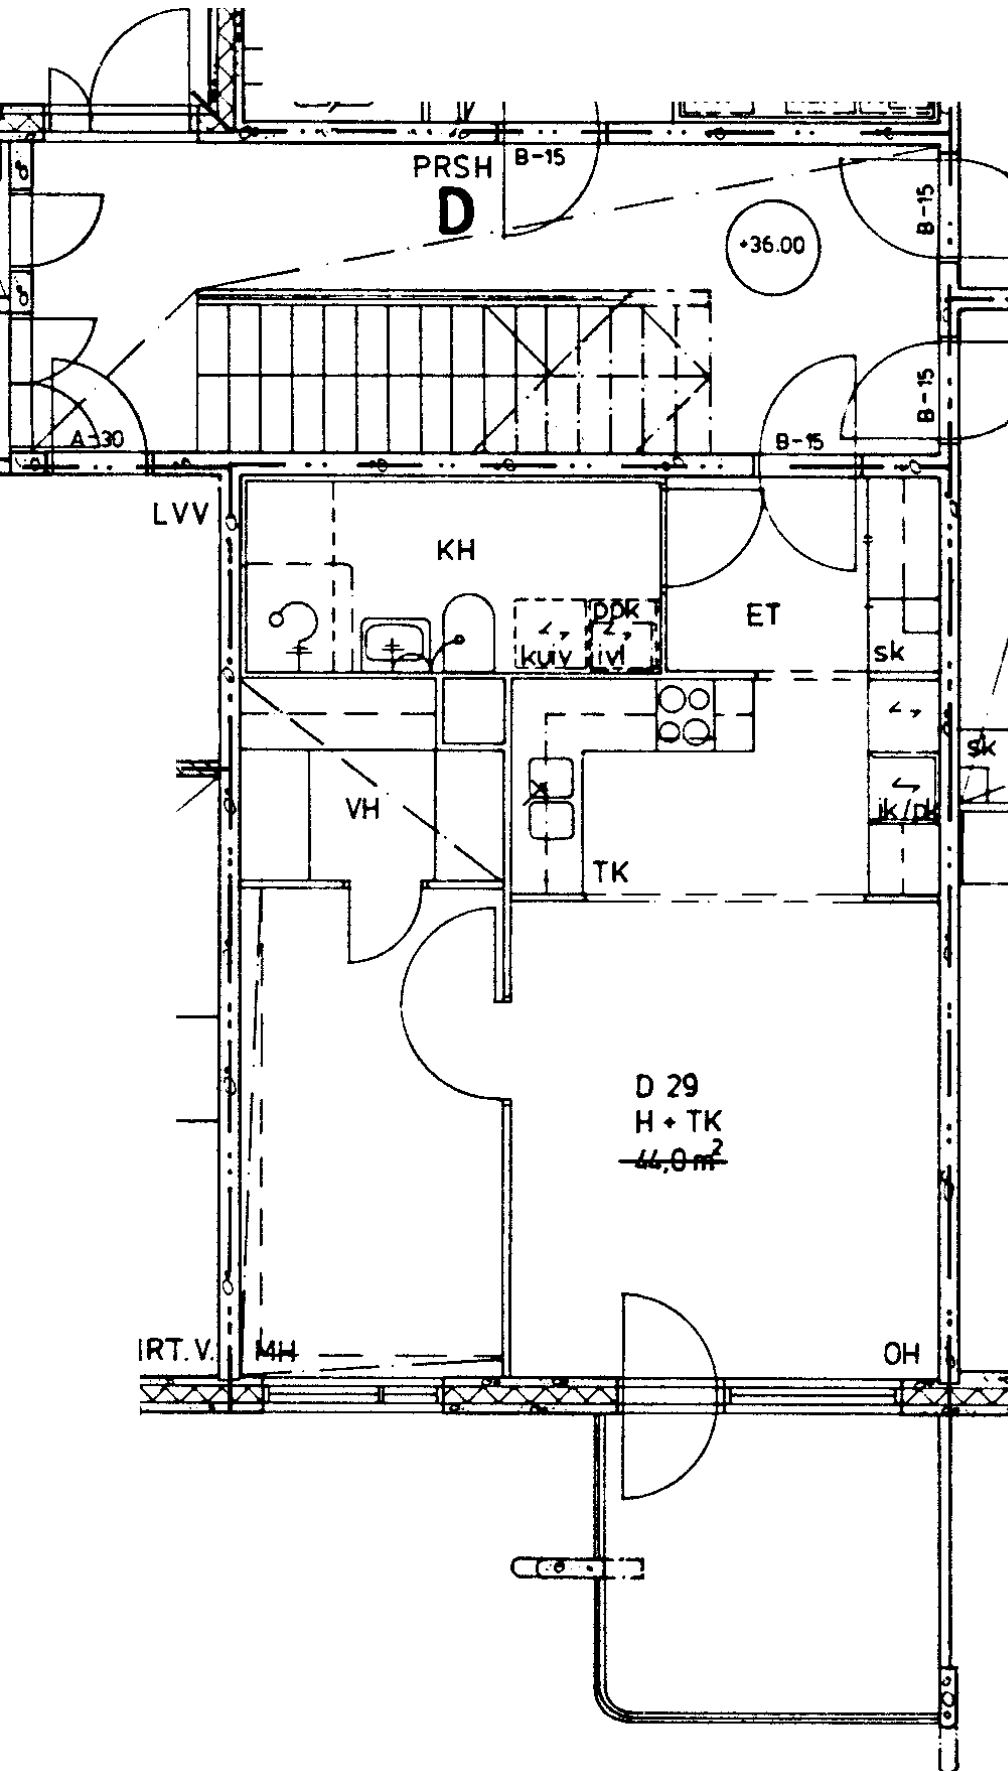 PRSH
B-15
D
B-15
+36.00
B-15
A-30
B-15
LVV
KH
ppk
ET
kuiv
ivl
sk
sk
VH
jk/pk
TK
D 29
H + TK
44,0 m²
IRT. V.
MH
OH